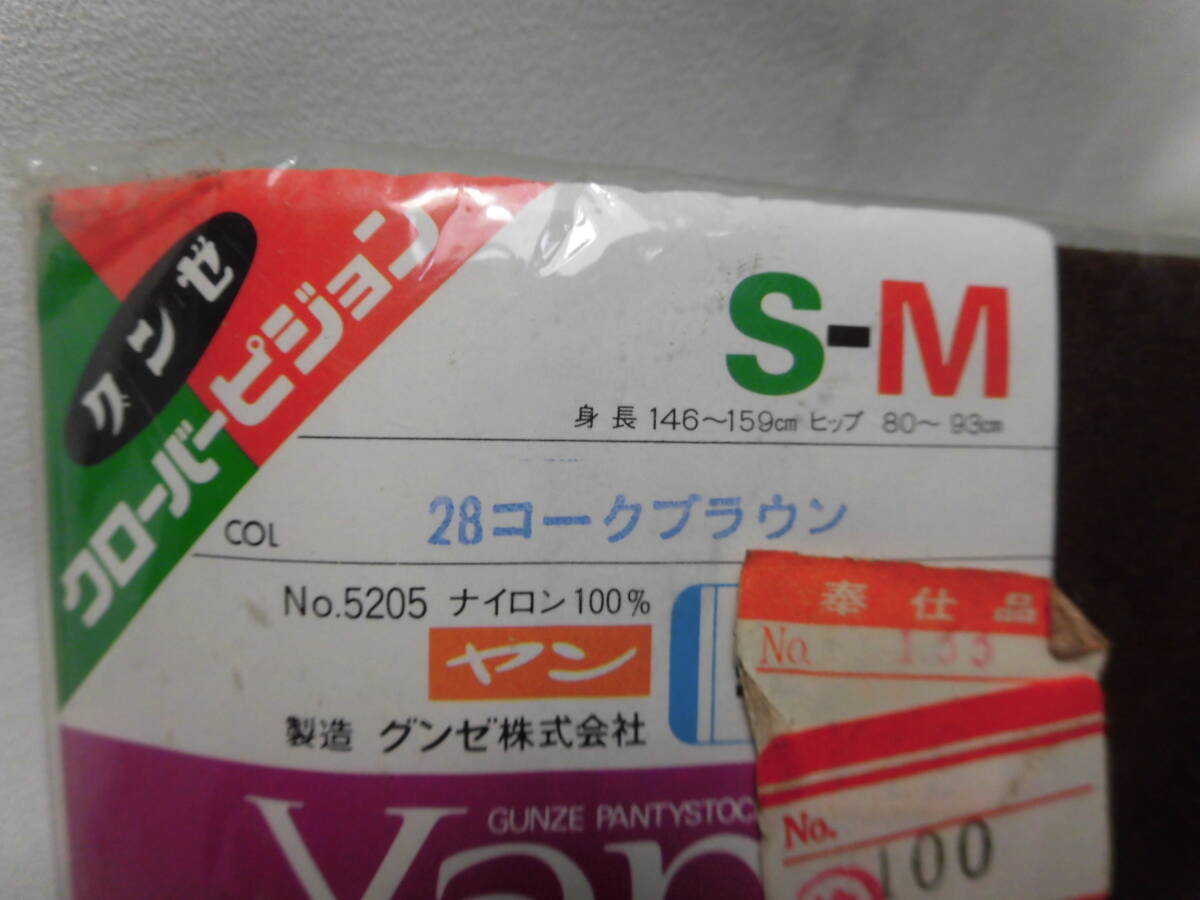 グンゼ
クローバーピジョン
S-M
身長 146〜159㎝ ヒップ 80〜93㎝
COL 28コークブラウン
No.5205 ナイロン100%
ヤン
製造 グンゼ株式会社
GUNZE PANTYSTOC
Yan
奉仕品
No. 133
No.
100